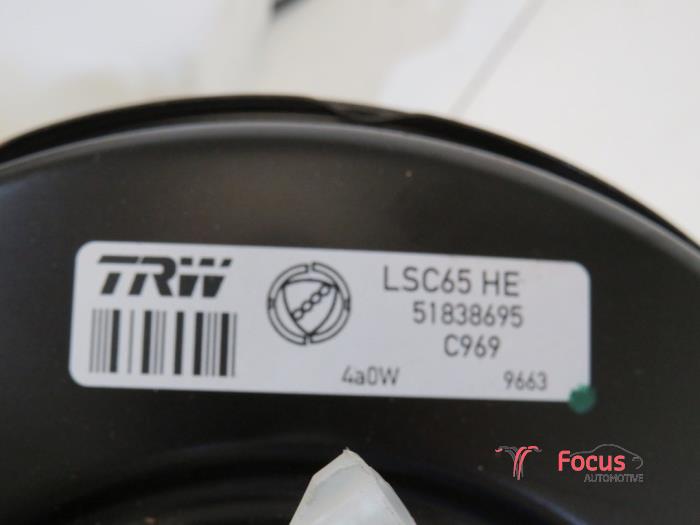 TRW
LSC65 HE
51838695
C969
4a0W
9663
Focus
AUTOMOTIVE